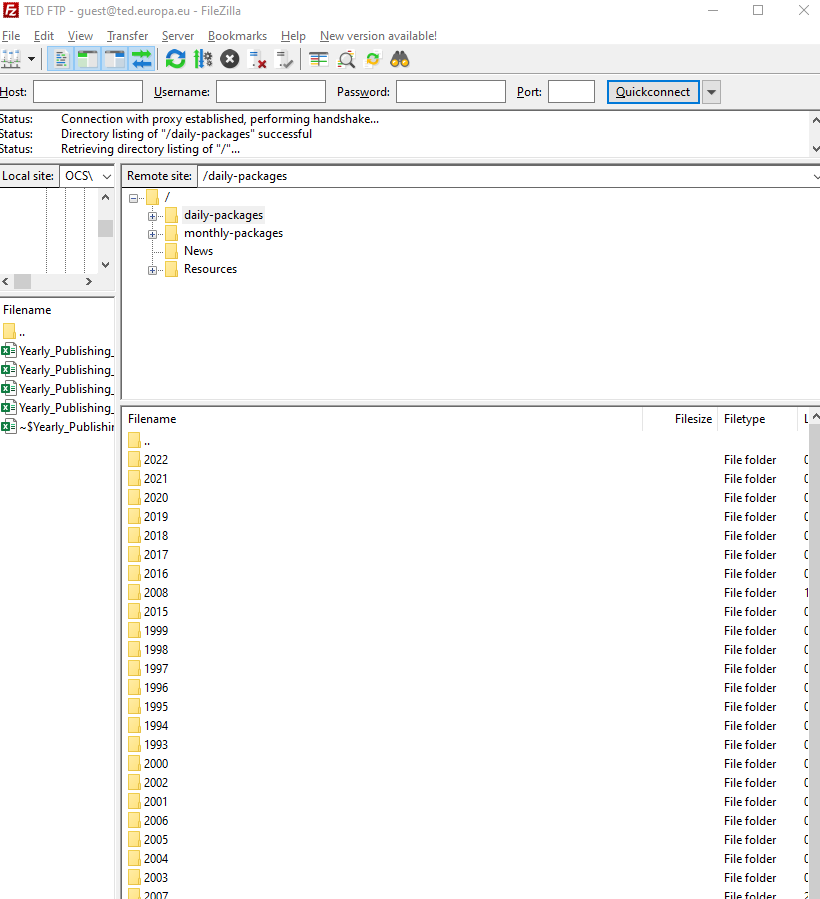 TED FTP - guest@ted.europa.eu - FileZilla
File Edit View Transfer Server Bookmarks Help New version available!
Host: Username: Password: Port: Quickconnect
Status: Connection with proxy established, performing handshake...
Status: Directory listing of "/daily-packages" successful
Status: Retrieving directory listing of "/"...
Local site: OCS\ Remote site: /daily-packages
/
daily-packages
monthly-packages
News
Resources
Filename
..
Yearly_Publishing_
Yearly_Publishing_
Yearly_Publishing_
Yearly_Publishing_
~$Yearly_Publishin
Filename Filesize Filetype L
..
2022 File folder 0
2021 File folder 0
2020 File folder 0
2019 File folder 0
2018 File folder 0
2017 File folder 0
2016 File folder 0
2008 File folder 1
2015 File folder 0
1999 File folder 0
1998 File folder 0
1997 File folder 0
1996 File folder 0
1995 File folder 0
1994 File folder 0
1993 File folder 0
2000 File folder 0
2002 File folder 0
2001 File folder 0
2006 File folder 0
2005 File folder 0
2004 File folder 0
2003 File folder 0
2007 File folder 2